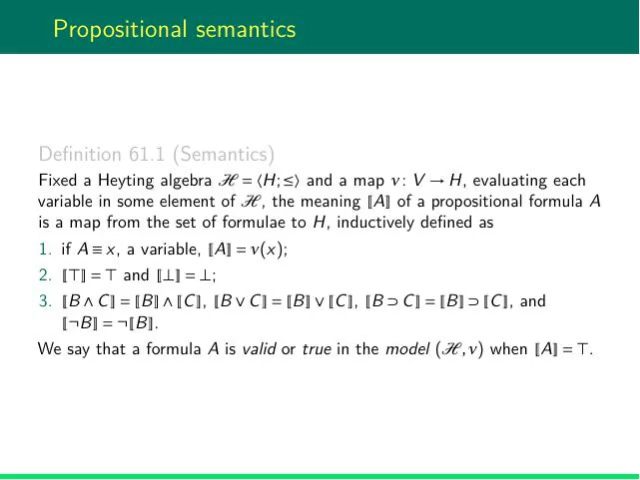 Propositional semantics
Definition 61.1 (Semantics)
Fixed a Heyting algebra ℋ = ⟨H; ≤⟩ and a map ν: V → H, evaluating each
variable in some element of ℋ, the meaning ⟦A⟧ of a propositional formula A
is a map from the set of formulae to H, inductively defined as
1. if A ≡ x, a variable, ⟦A⟧ = ν(x);
2. ⟦⊤⟧ = ⊤ and ⟦⊥⟧ = ⊥;
3. ⟦B ∧ C⟧ = ⟦B⟧ ∧ ⟦C⟧, ⟦B ∨ C⟧ = ⟦B⟧ ∨ ⟦C⟧, ⟦B ⊃ C⟧ = ⟦B⟧ ⊃ ⟦C⟧, and
⟦¬B⟧ = ¬⟦B⟧.
We say that a formula A is valid or true in the model (ℋ, ν) when ⟦A⟧ = ⊤.